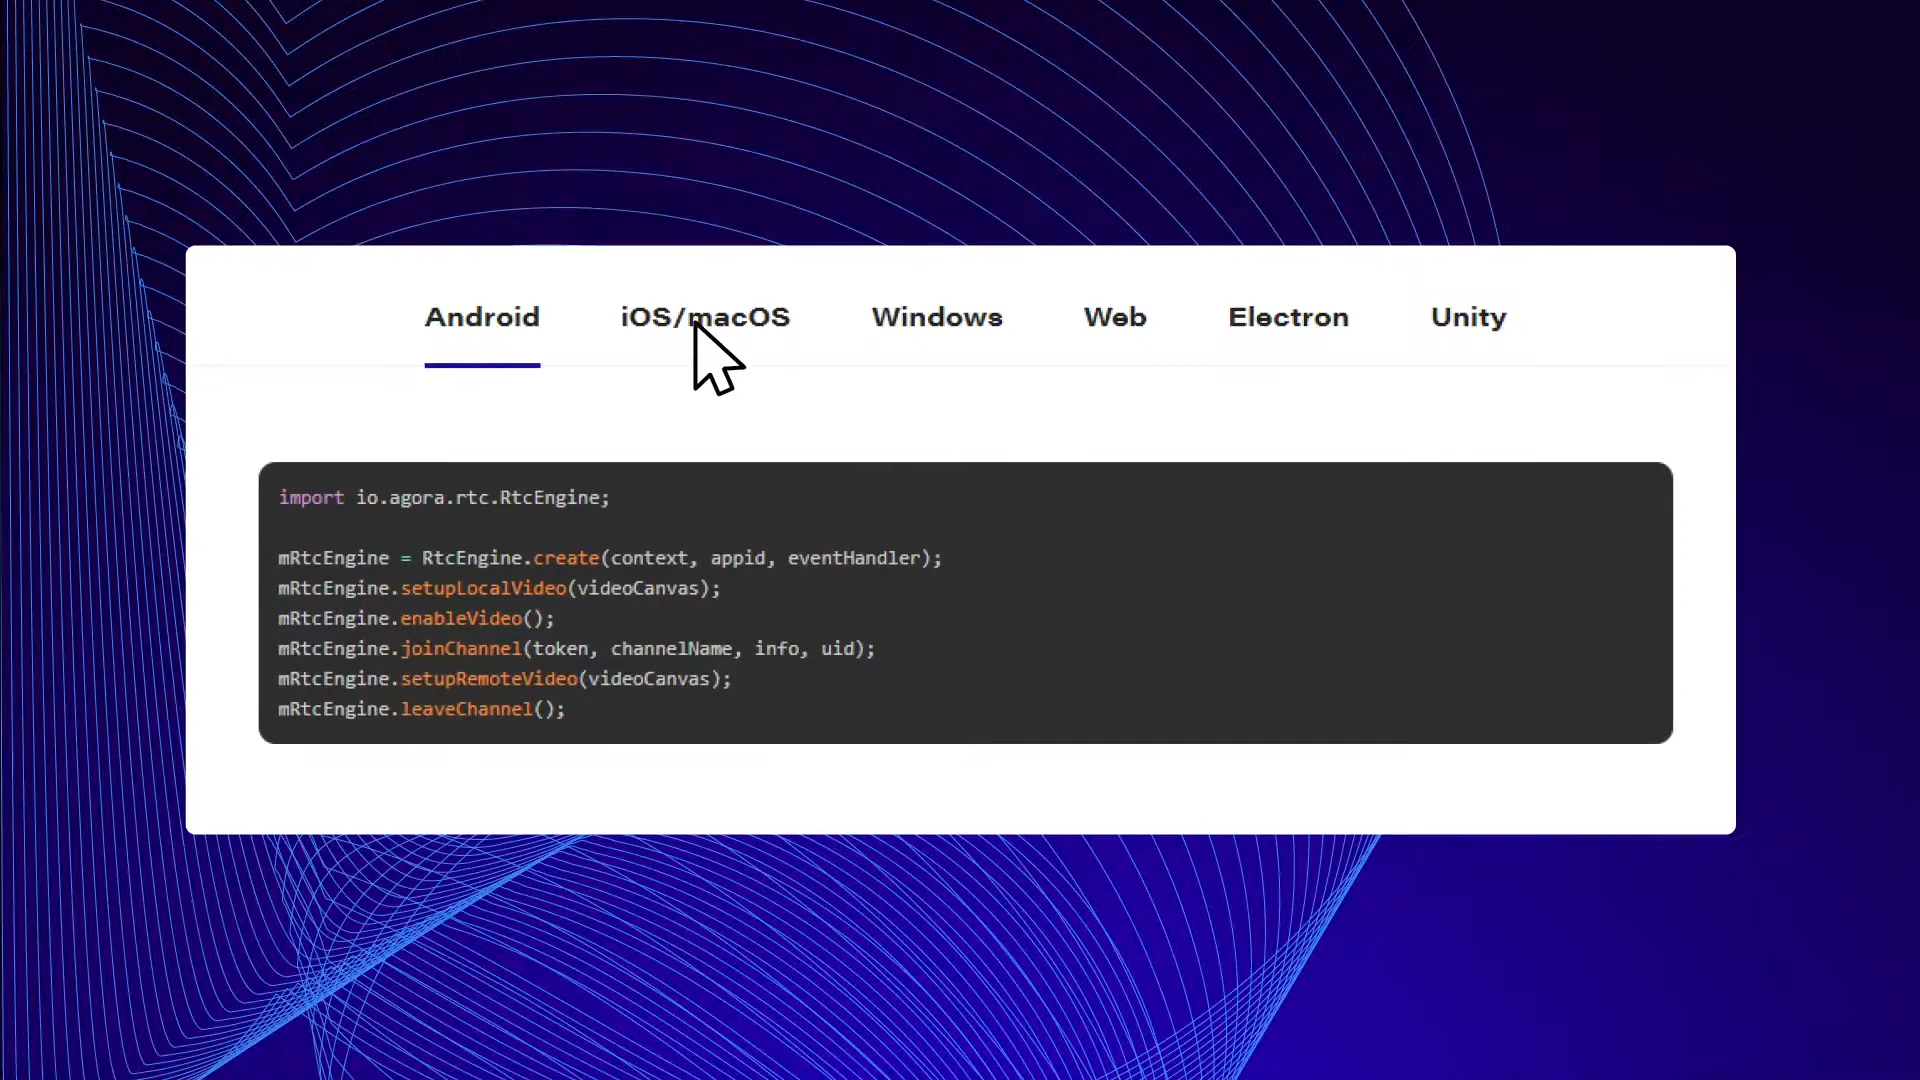 Android iOS/macOS Windows Web Electron Unity
import io.agora.rtc.RtcEngine;
mRtcEngine = RtcEngine.create(context, appid, eventHandler);
mRtcEngine.setupLocalVideo(videoCanvas);
mRtcEngine.enableVideo();
mRtcEngine.joinChannel(token, channelName, info, uid);
mRtcEngine.setupRemoteVideo(videoCanvas);
mRtcEngine.leaveChannel();